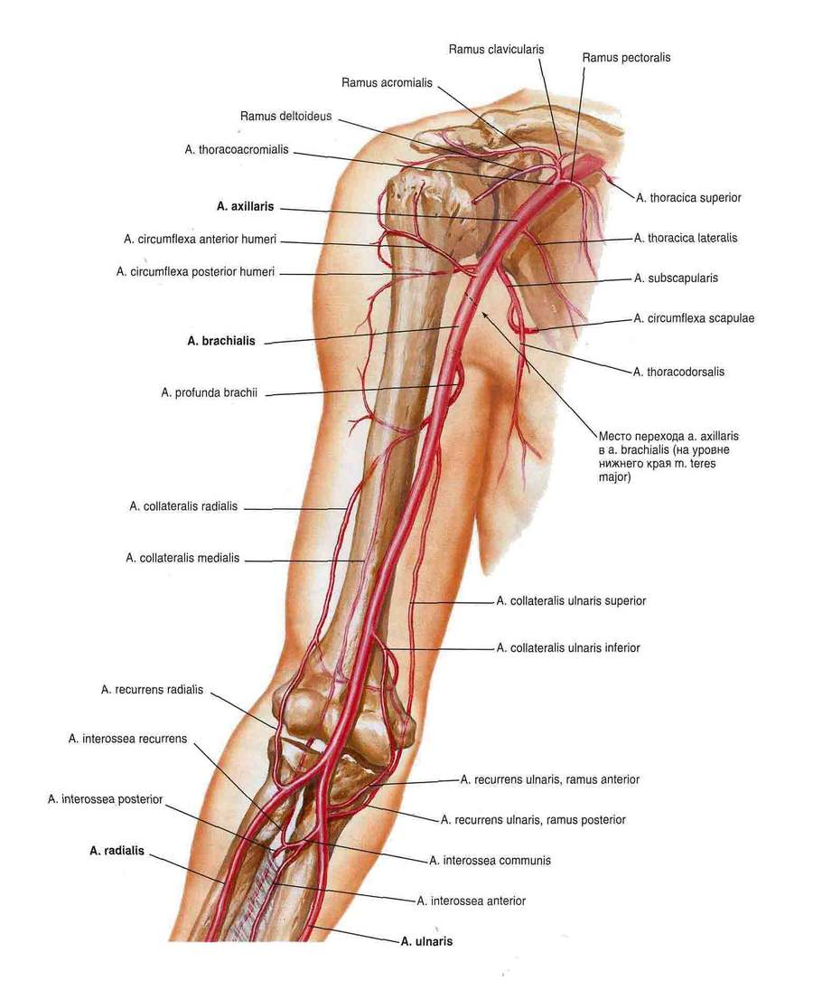 Ramus clavicularis
Ramus pectoralis
Ramus acromialis
Ramus deltoideus
A. thoracoacromialis
A. thoracica superior
A. axillaris
A. circumflexa anterior humeri
A. thoracica lateralis
A. circumflexa posterior humeri
A. subscapularis
A. circumflexa scapulae
A. brachialis
A. thoracodorsalis
A. profunda brachii
Место перехода a. axillaris
в a. brachialis (на уровне
нижнего края m. teres
major)
A. collateralis radialis
A. collateralis medialis
A. collateralis ulnaris superior
A. collateralis ulnaris inferior
A. recurrens radialis
A. interossea recurrens
A. recurrens ulnaris, ramus anterior
A. interossea posterior
A. recurrens ulnaris, ramus posterior
A. radialis
A. interossea communis
A. interossea anterior
A. ulnaris